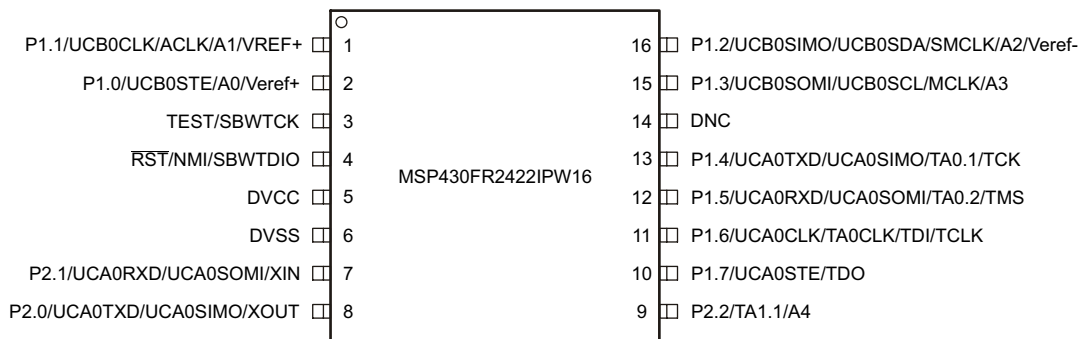 P1.1/UCB0CLK/ACLK/A1/VREF+ 1 16 P1.2/UCB0SIMO/UCB0SDA/SMCLK/A2/Veref-
P1.0/UCB0STE/A0/Veref+ 2 15 P1.3/UCB0SOMI/UCB0SCL/MCLK/A3
TEST/SBWTCK 3 14 DNC
RST/NMI/SBWTDIO 4 13 P1.4/UCA0TXD/UCA0SIMO/TA0.1/TCK
MSP430FR2422IPW16
DVCC 5 12 P1.5/UCA0RXD/UCA0SOMI/TA0.2/TMS
DVSS 6 11 P1.6/UCA0CLK/TA0CLK/TDI/TCLK
P2.1/UCA0RXD/UCA0SOMI/XIN 7 10 P1.7/UCA0STE/TDO
P2.0/UCA0TXD/UCA0SIMO/XOUT 8 9 P2.2/TA1.1/A4